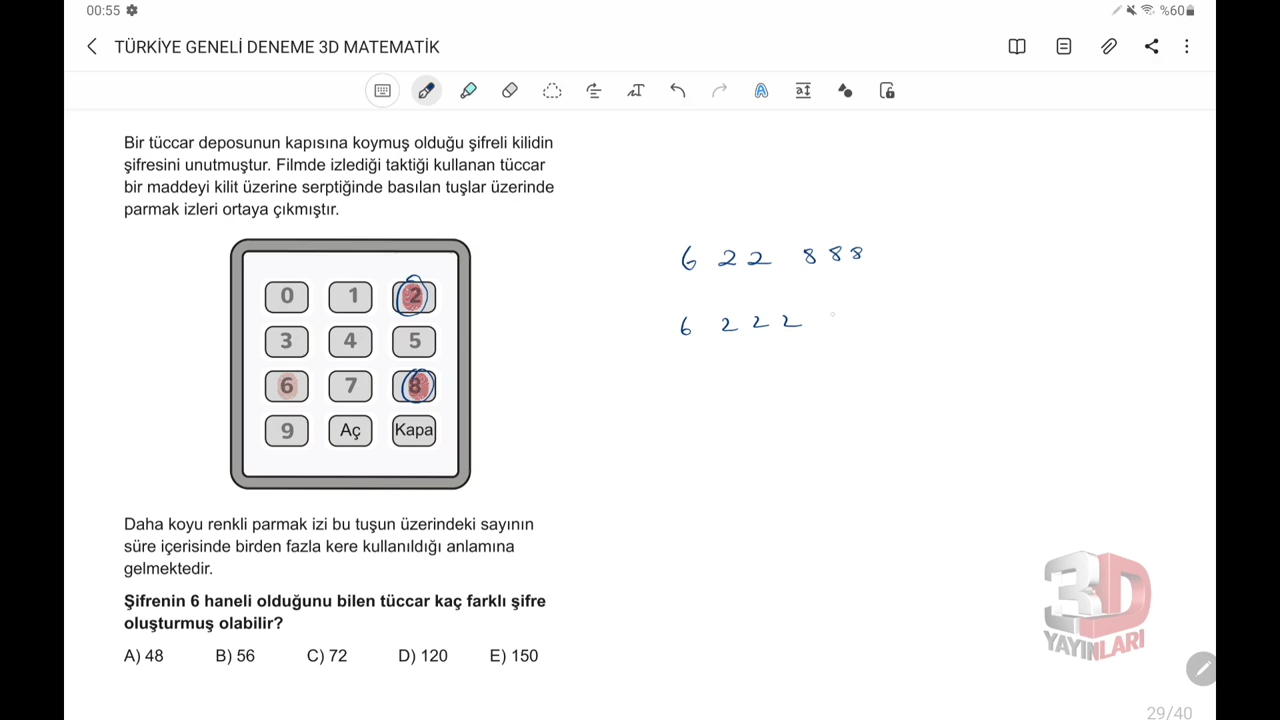 00:55
%60
TÜRKİYE GENELİ DENEME 3D MATEMATİK
Bir tüccar deposunun kapısına koymuş olduğu şifreli kilidin
şifresini unutmuştur. Filmde izlediği taktiği kullanan tüccar
bir maddeyi kilit üzerine serptiğinde basılan tuşlar üzerinde
parmak izleri ortaya çıkmıştır.
0 1 2
3 4 5
6 7 8
9 Aç Kapa
6 22 888
6 222
Daha koyu renkli parmak izi bu tuşun üzerindeki sayının
süre içerisinde birden fazla kere kullanıldığı anlamına
gelmektedir.
Şifrenin 6 haneli olduğunu bilen tüccar kaç farklı şifre
oluşturmuş olabilir?
A) 48 B) 56 C) 72 D) 120 E) 150
3D
YAYINLARI
29/40